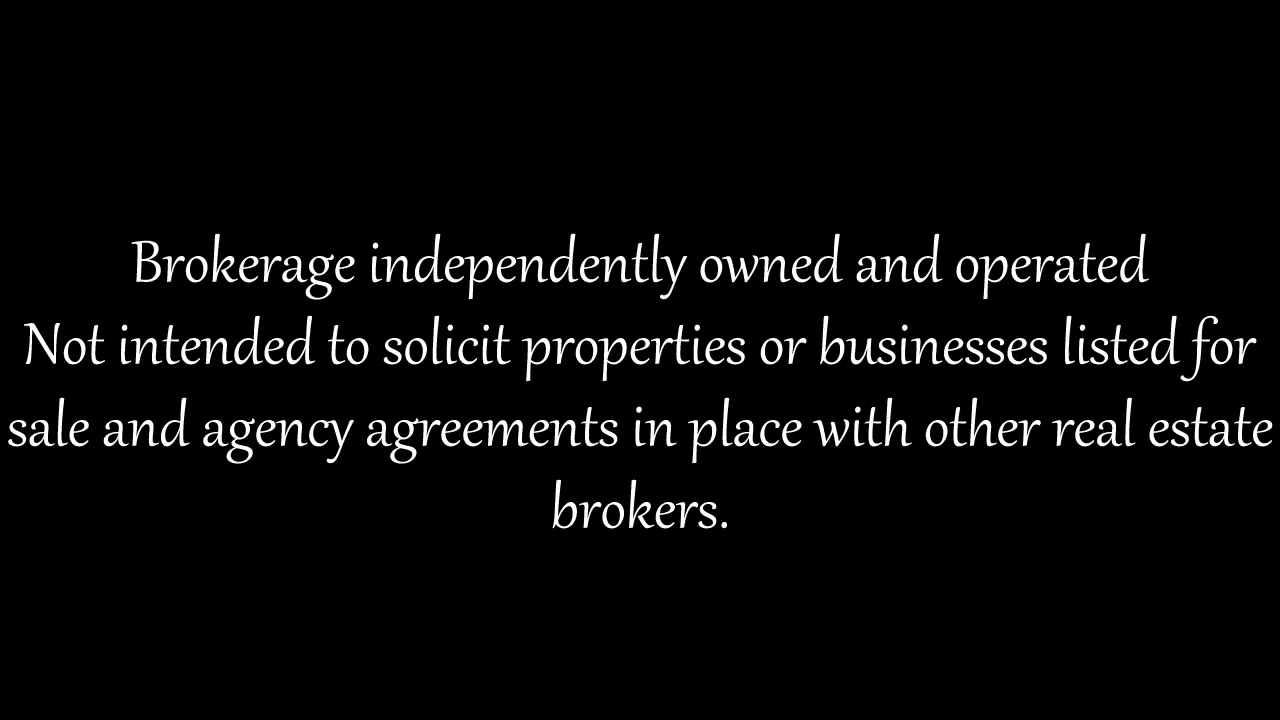 Brokerage independently owned and operated
Not intended to solicit properties or businesses listed for
sale and agency agreements in place with other real estate
brokers.